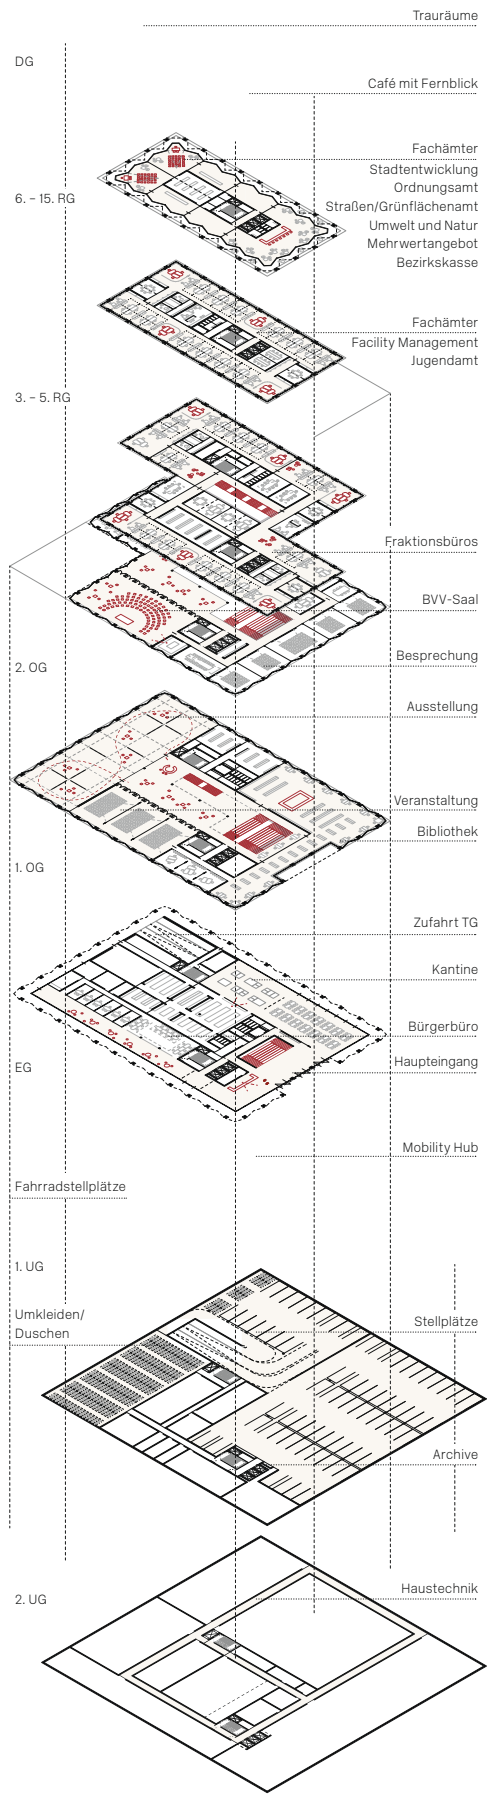 Trauräume
DG
Café mit Fernblick
Fachämter
Stadtentwicklung
Ordnungsamt
6. – 15. RG
Straßen/Grünflächenamt
Umwelt und Natur
Mehrwertangebot
Bezirkskasse
Fachämter
Facility Management
Jugendamt
3. – 5. RG
Fraktionsbüros
BVV-Saal
Besprechung
2. OG
Ausstellung
Veranstaltung
Bibliothek
1. OG
Zufahrt TG
Kantine
Bürgerbüro
Haupteingang
EG
Mobility Hub
Fahrradstellplätze
1. UG
Umkleiden/
Duschen
Stellplätze
Archive
Haustechnik
2. UG